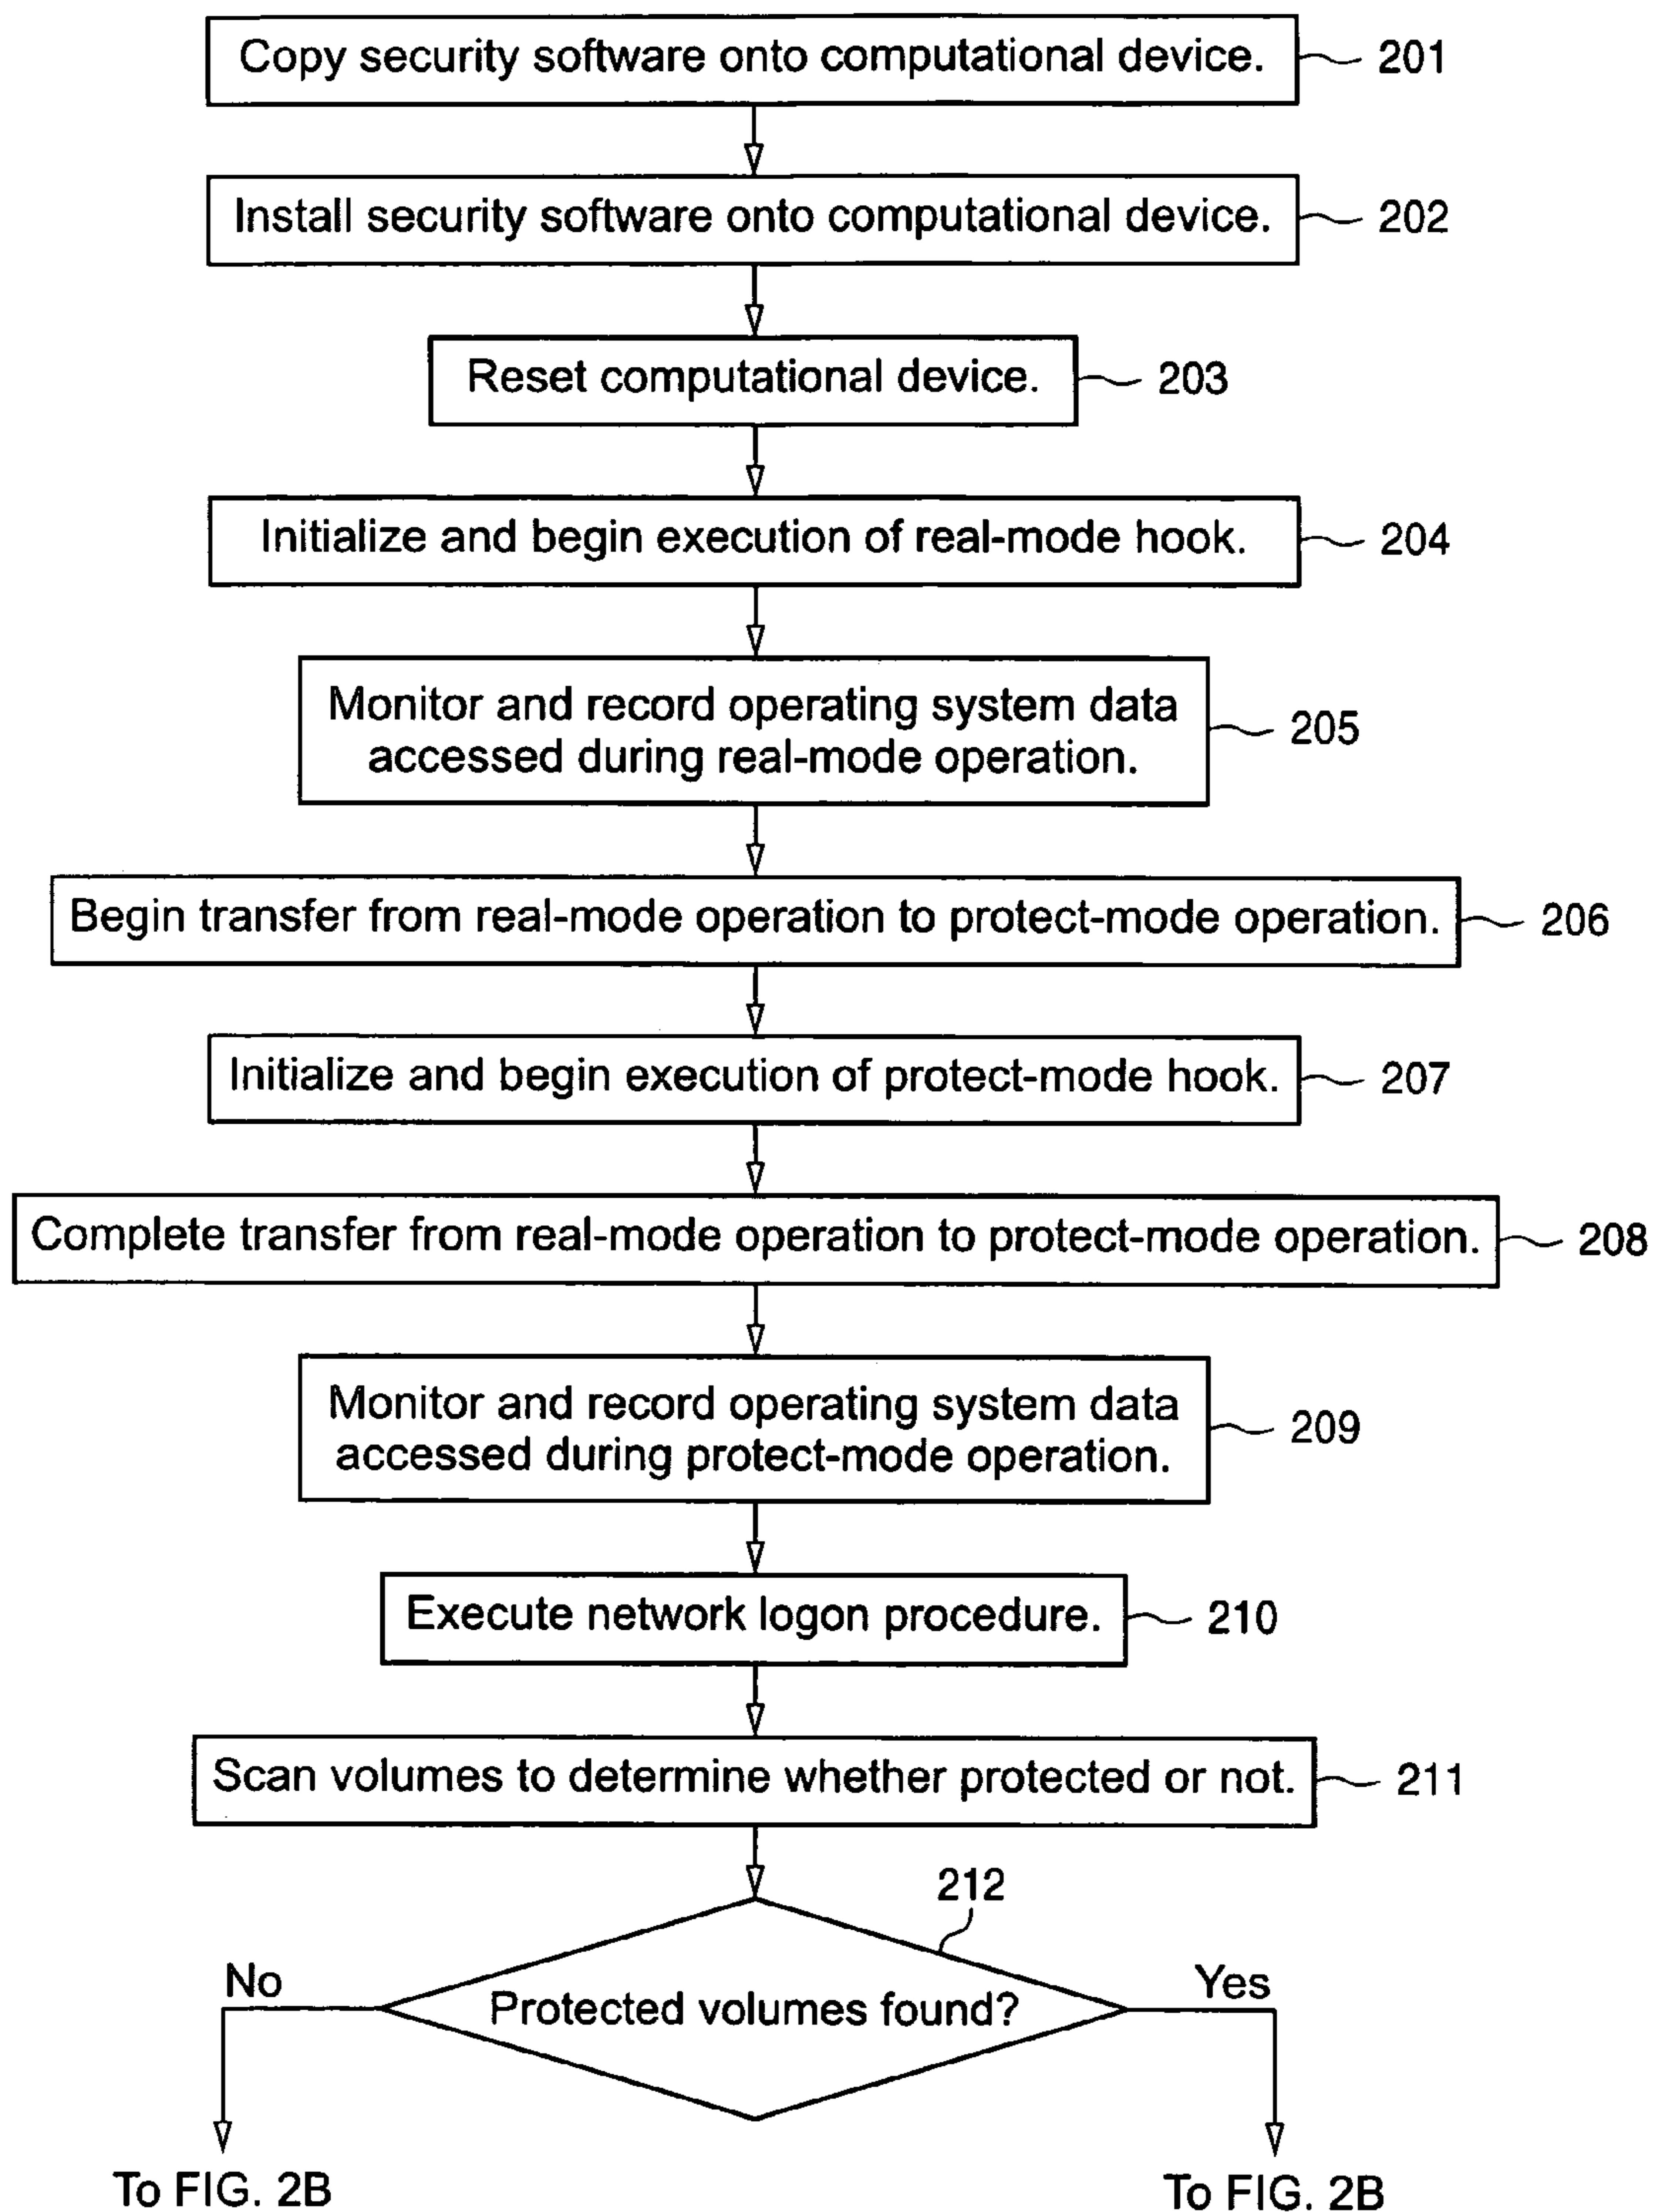 Copy security software onto computational device.
201
Install security software onto computational device.
202
Reset computational device.
203
Initialize and begin execution of real-mode hook.
204
Monitor and record operating system data
accessed during real-mode operation.
205
Begin transfer from real-mode operation to protect-mode operation.
206
Initialize and begin execution of protect-mode hook.
207
Complete transfer from real-mode operation to protect-mode operation.
208
Monitor and record operating system data
accessed during protect-mode operation.
209
Execute network logon procedure.
210
Scan volumes to determine whether protected or not.
211
212
No
Yes
Protected volumes found?
To FIG. 2B
To FIG. 2B